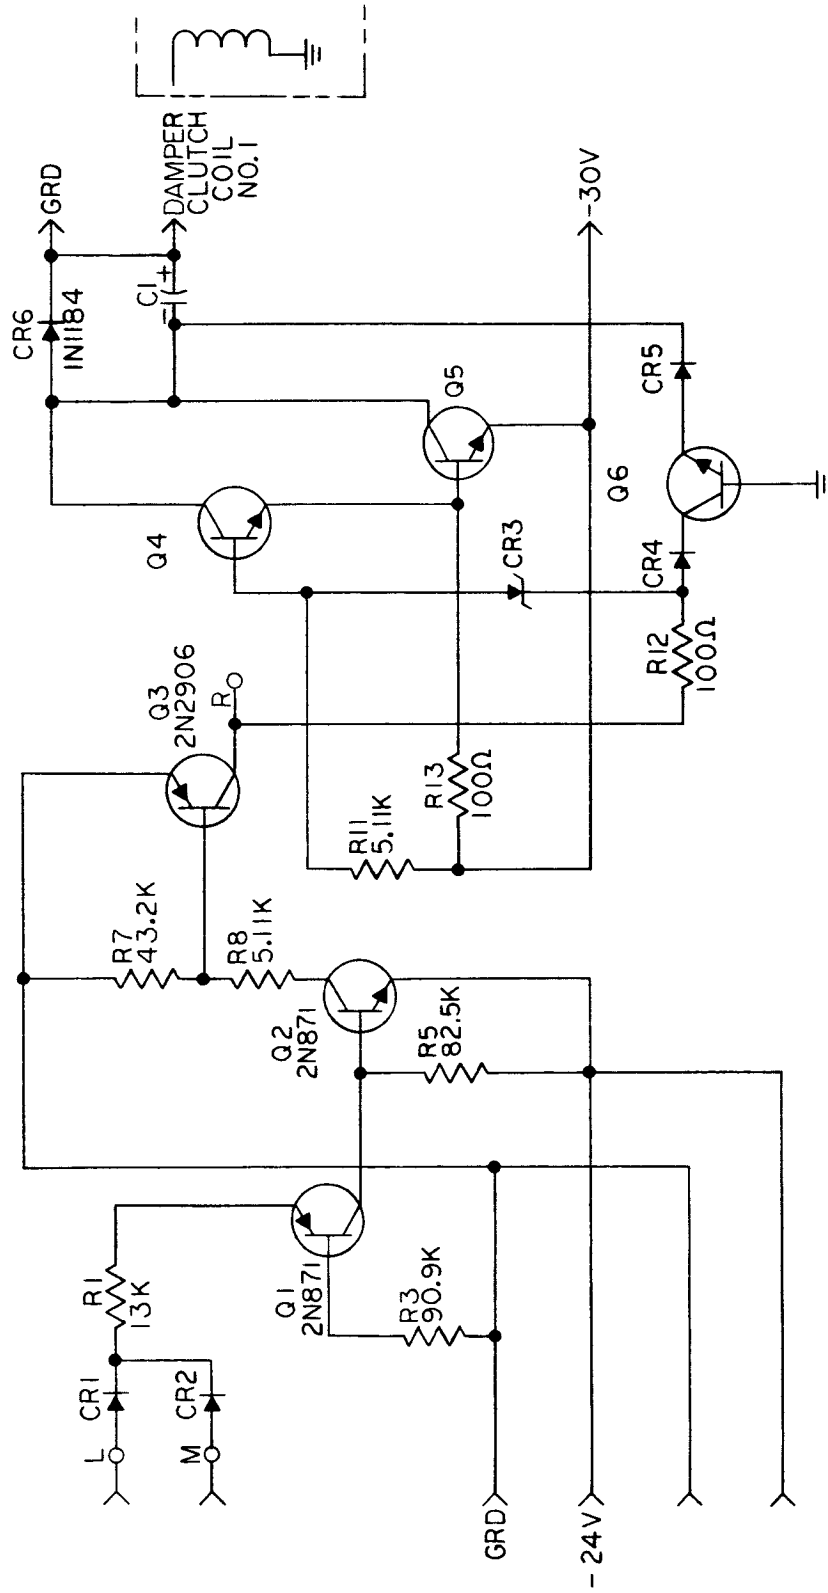 L
CR1
R1
13K
M
CR2
Q1
2N871
R3
90.9K
GRD
-24V
R7
43.2K
R8
5.11K
Q2
2N871
R5
82.5K
Q3
2N2906
R
R11
5.11K
R13
100Ω
R12
100Ω
Q4
CR3
CR4
Q6
CR5
Q5
CR6
IN1184
C1
-
+
GRD
DAMPER
CLUTCH
COIL
NO. 1
-30V